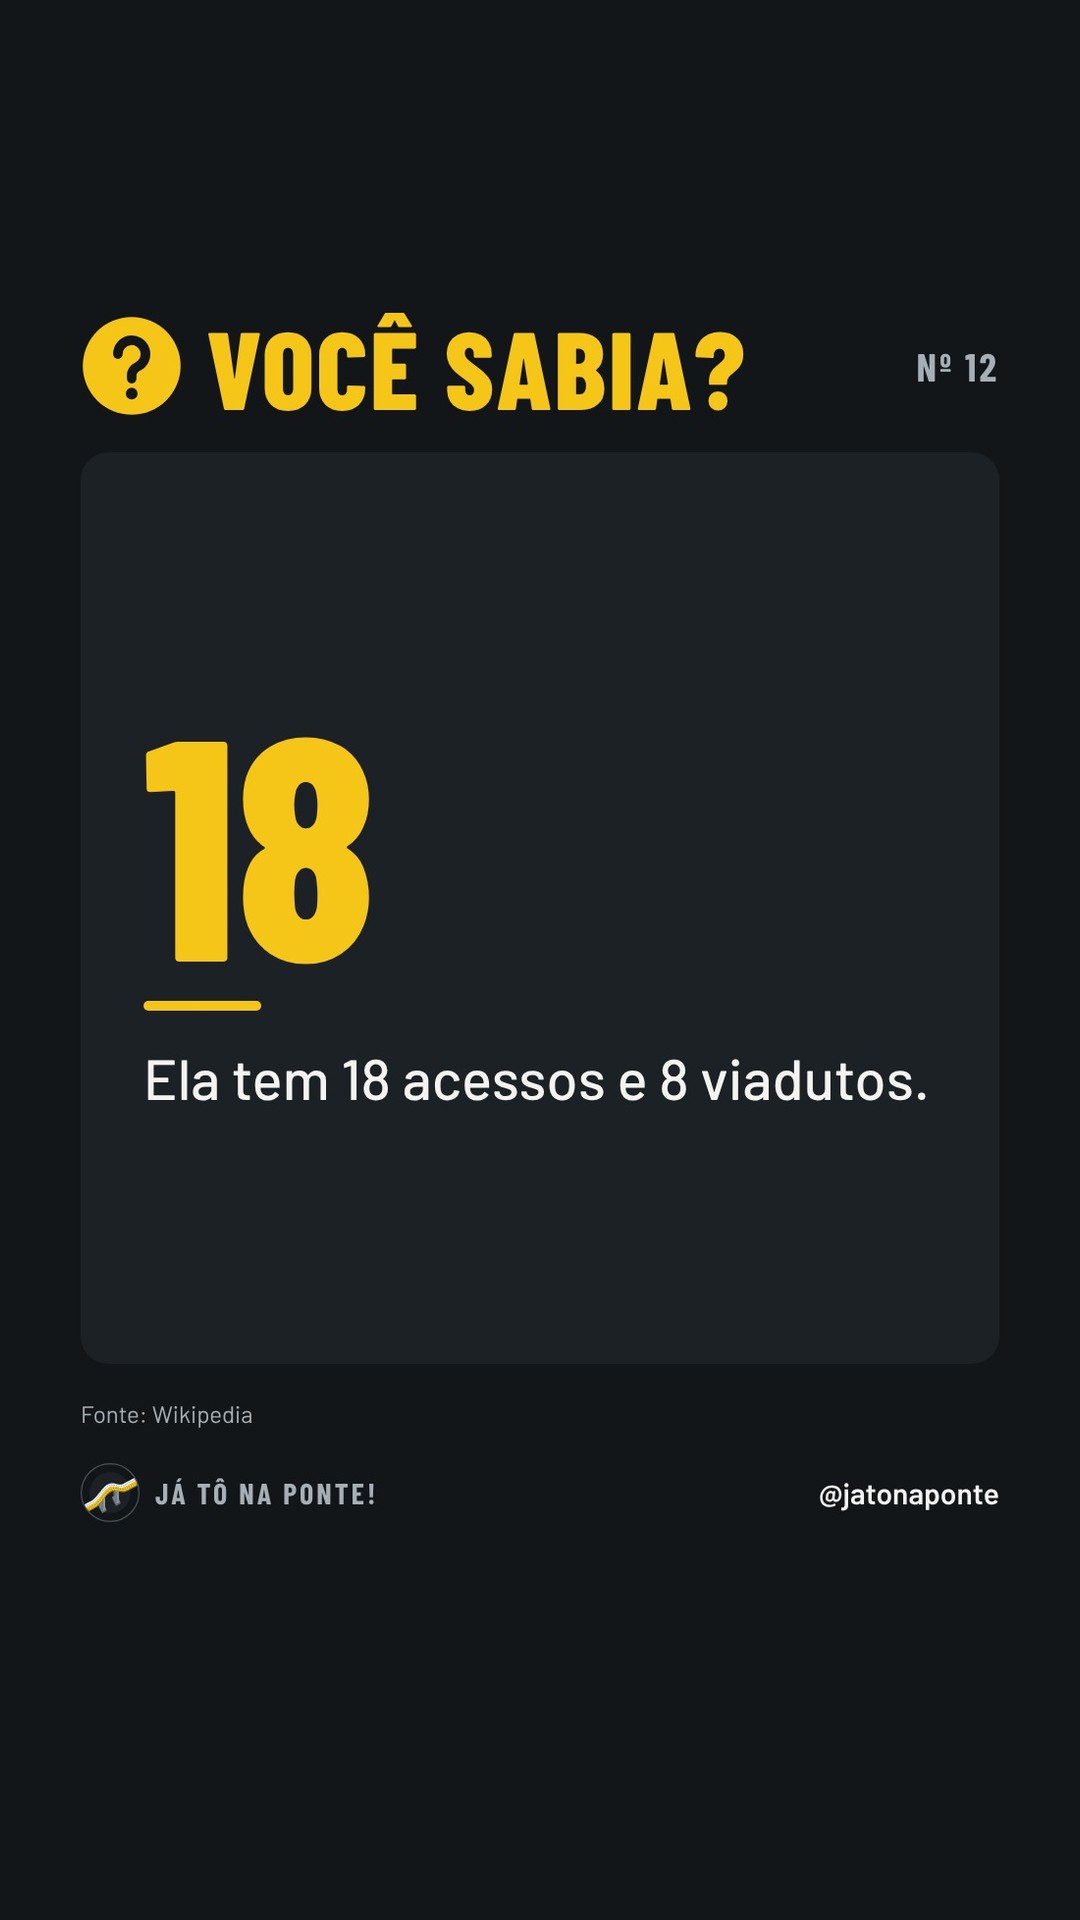 ? VOCÊ SABIA?
Nº 12
18
Ela tem 18 acessos e 8 viadutos.
Fonte: Wikipedia
JÁ TÔ NA PONTE!
@jatonaponte